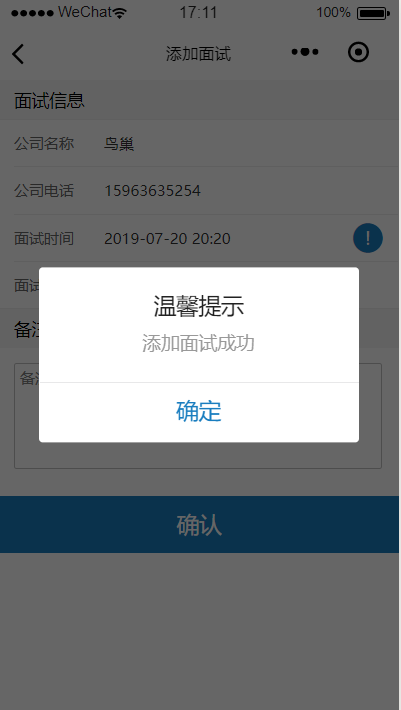 WeChat 17:11 100%
添加面试
面试信息
公司名称 鸟巢
公司电话 15963635254
面试时间 2019-07-20 20:20 !
面试
温馨提示
备注
添加面试成功
备注
确定
确认